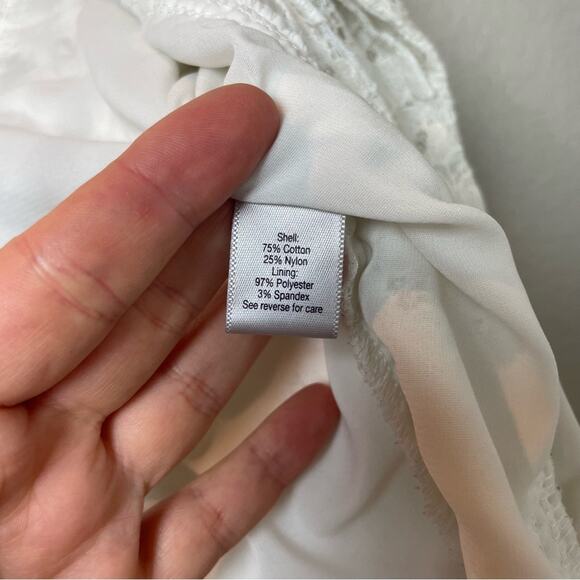 Shell:
75% Cotton
25% Nylon
Lining:
97% Polyester
3% Spandex
See reverse for care